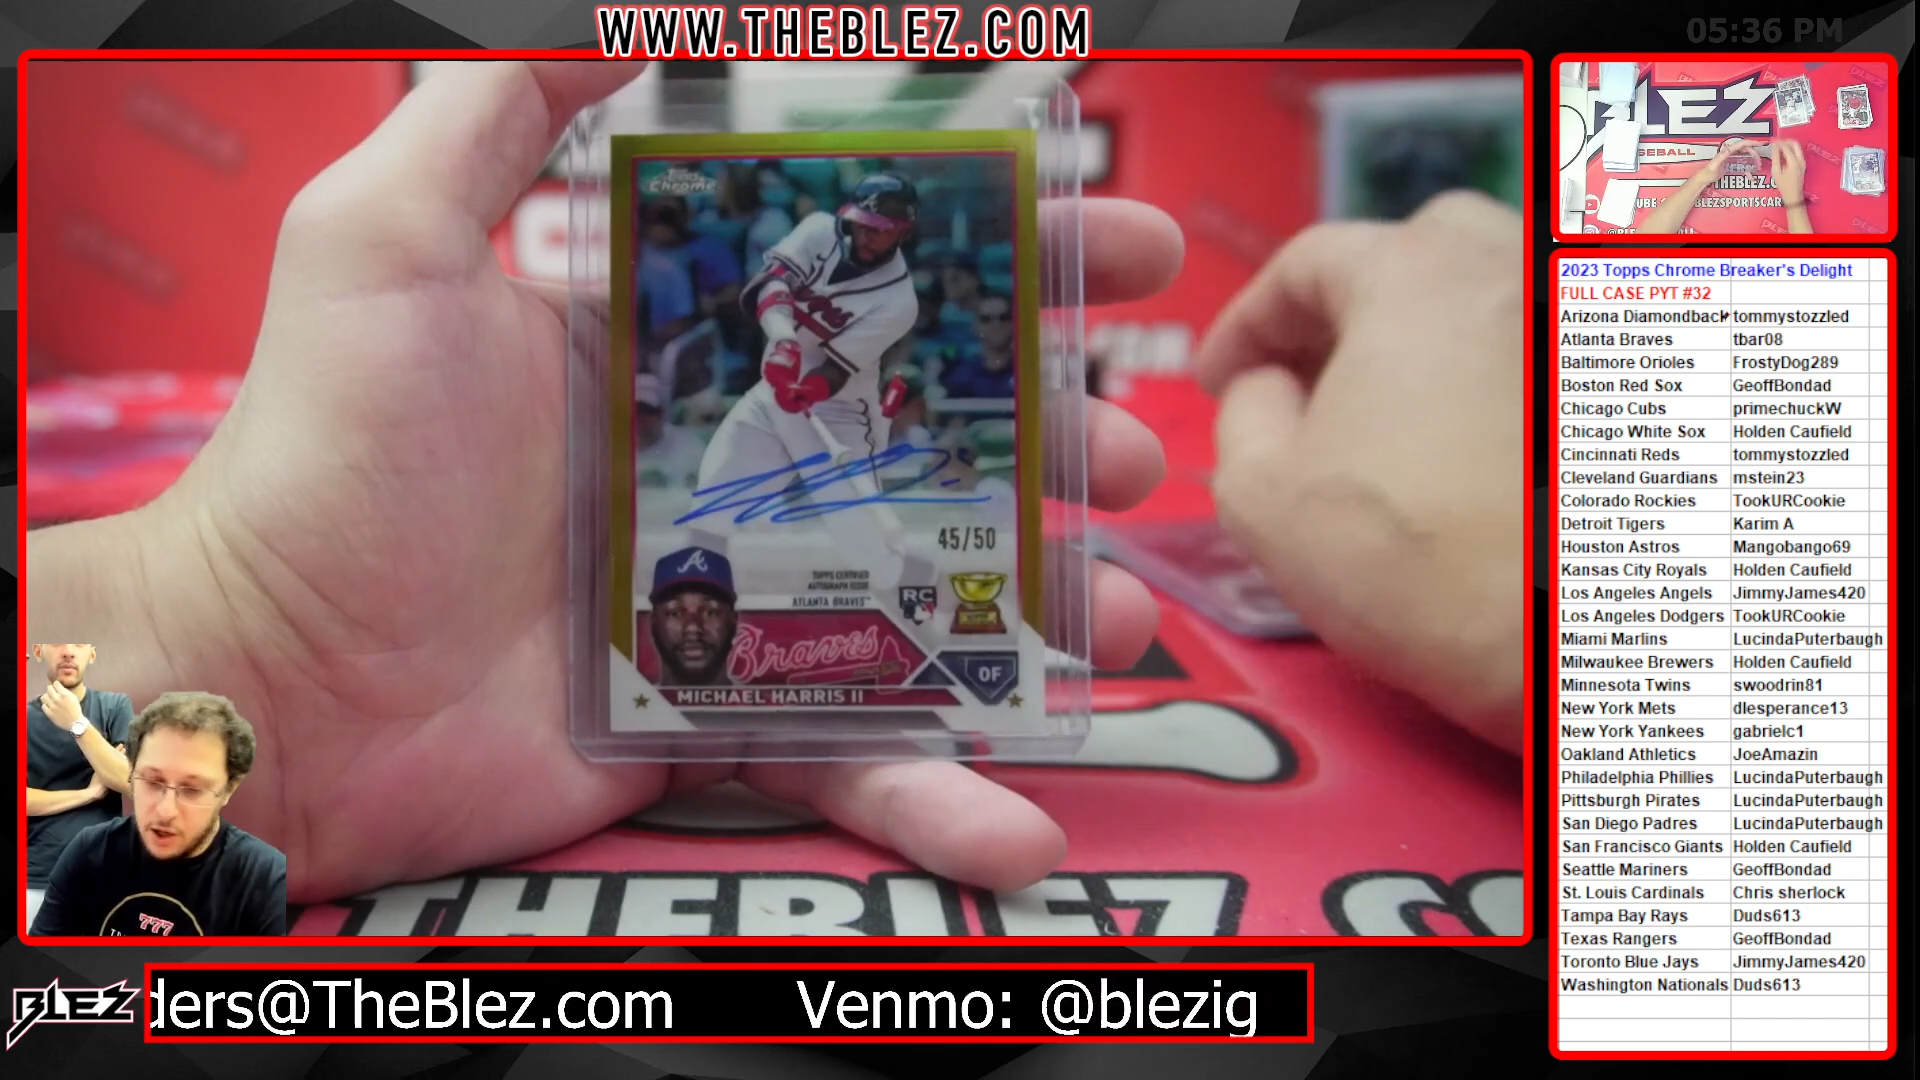 WWW.THEBLEZ.COM
05:36 PM
Topps
Chrome
45/50
TOPPS CERTIFIED
AUTOGRAPH ISSUE
ATLANTA BRAVES™
RC
Braves
OF
MICHAEL HARRIS II
THEBLEZ
777
BLEZ
BASEBALL
THEBLEZ.C
2023 Topps Chrome Breaker's Delight
FULL CASE PYT #32
Arizona Diamondback tommystozzled
Atlanta Braves tbar08
Baltimore Orioles FrostyDog289
Boston Red Sox GeoffBondad
Chicago Cubs primechuckW
Chicago White Sox Holden Caufield
Cincinnati Reds tommystozzled
Cleveland Guardians mstein23
Colorado Rockies TookURCookie
Detroit Tigers Karim A
Houston Astros Mangobango69
Kansas City Royals Holden Caufield
Los Angeles Angels JimmyJames420
Los Angeles Dodgers TookURCookie
Miami Marlins LucindaPuterbaugh
Milwaukee Brewers Holden Caufield
Minnesota Twins swoodrin81
New York Mets dlesperance13
New York Yankees gabrielc1
Oakland Athletics JoeAmazin
Philadelphia Phillies LucindaPuterbaugh
Pittsburgh Pirates LucindaPuterbaugh
San Diego Padres LucindaPuterbaugh
San Francisco Giants Holden Caufield
Seattle Mariners GeoffBondad
St. Louis Cardinals Chris sherlock
Tampa Bay Rays Duds613
Texas Rangers GeoffBondad
Toronto Blue Jays JimmyJames420
Washington Nationals Duds613
BLEZ
ders@TheBlez.com Venmo: @blezig